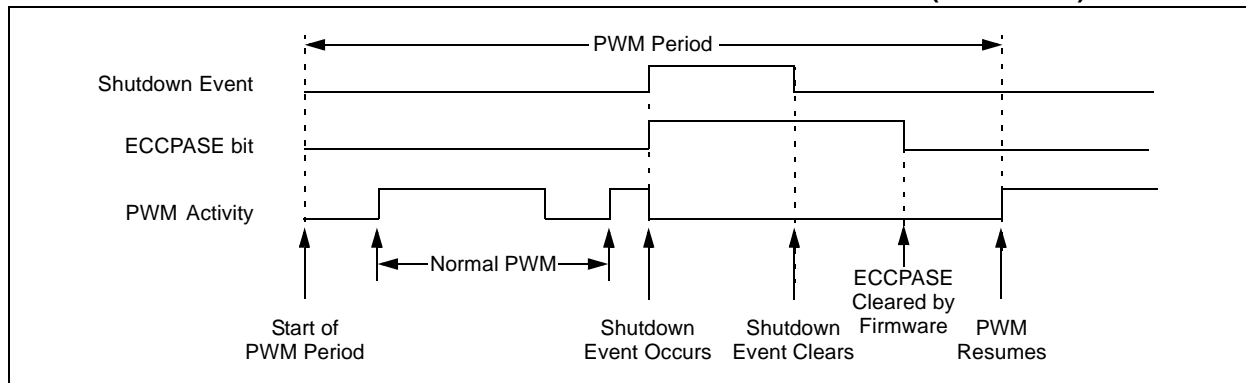 PWM Period
Shutdown Event
ECCPASE bit
PWM Activity
Normal PWM
Start of
PWM Period
Shutdown
Event Occurs
Shutdown
Event Clears
ECCPASE
Cleared by
Firmware
PWM
Resumes